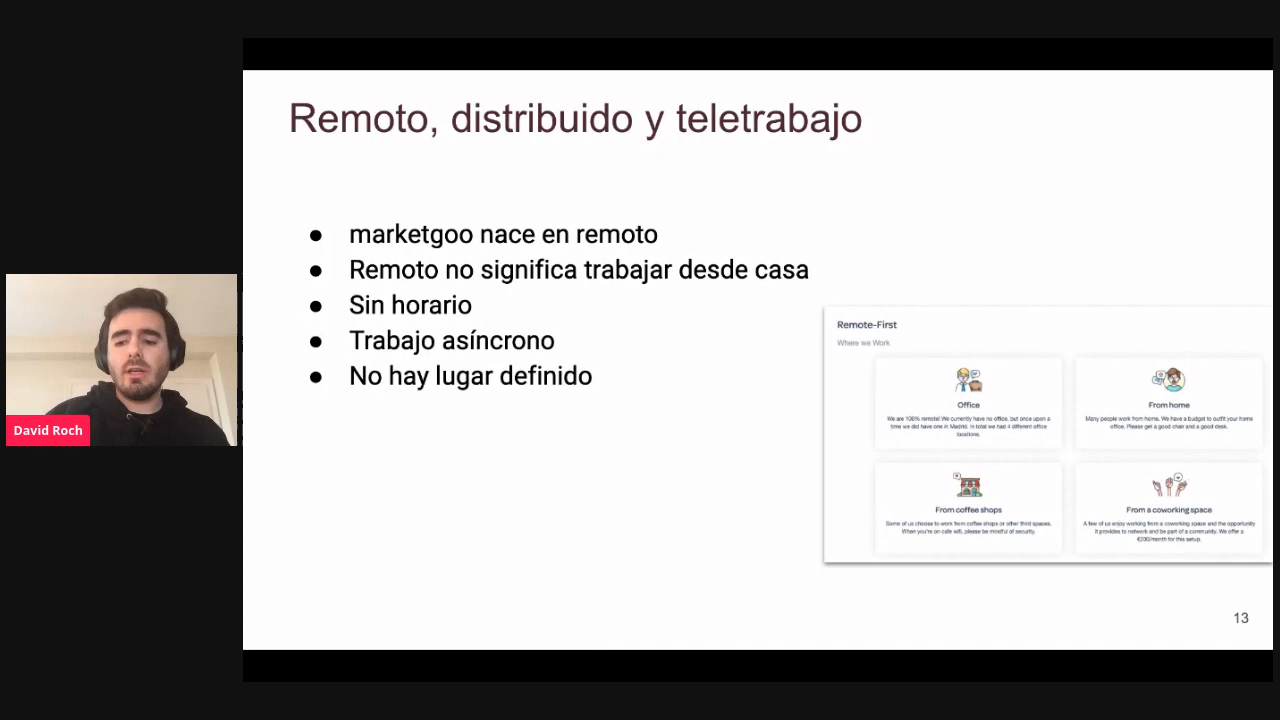 Remoto, distribuido y teletrabajo
● marketgoo nace en remoto
● Remoto no significa trabajar desde casa
● Sin horario
● Trabajo asíncrono
● No hay lugar definido
David Roch
Remote-First
Where we Work
Office
We are 100% remote! We currently have no office, but once upon a
time we did have one in Madrid. In total we had 4 different office
locations.
From home
Many people work from home. We have a budget to outfit your home
office. Please get a good chair and a good desk.
From coffee shops
Some of us choose to work from coffee shops or other third spaces.
When you're on cafe wifi, please be mindful of security.
From a coworking space
A few of us enjoy working from a coworking space and the opportunity
it provides to network and be part of a community. We offer a
€200/month for this setup.
13